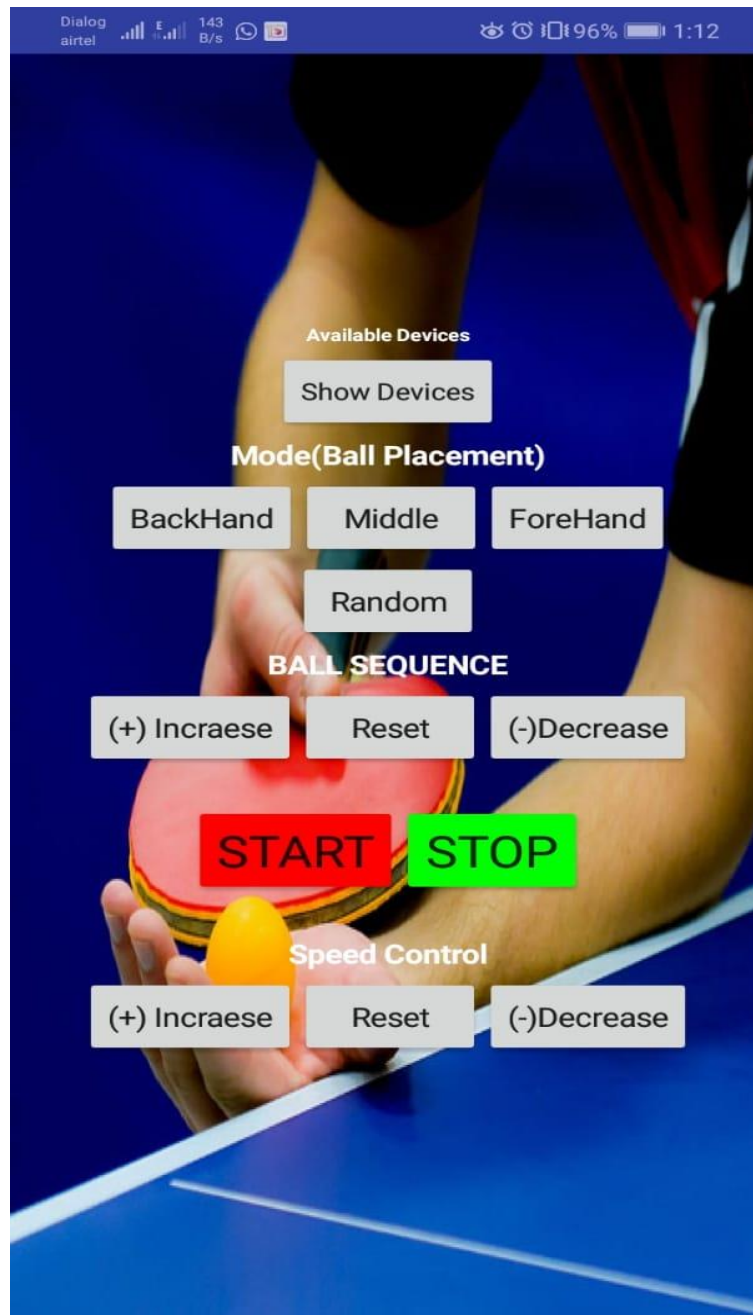 Dialog
airtel
E
143
B/s
96%
1:12
Available Devices
Show Devices
Mode(Ball Placement)
BackHand Middle ForeHand
Random
BALL SEQUENCE
(+) Incraese Reset (-)Decrease
START STOP
Speed Control
(+) Incraese Reset (-)Decrease